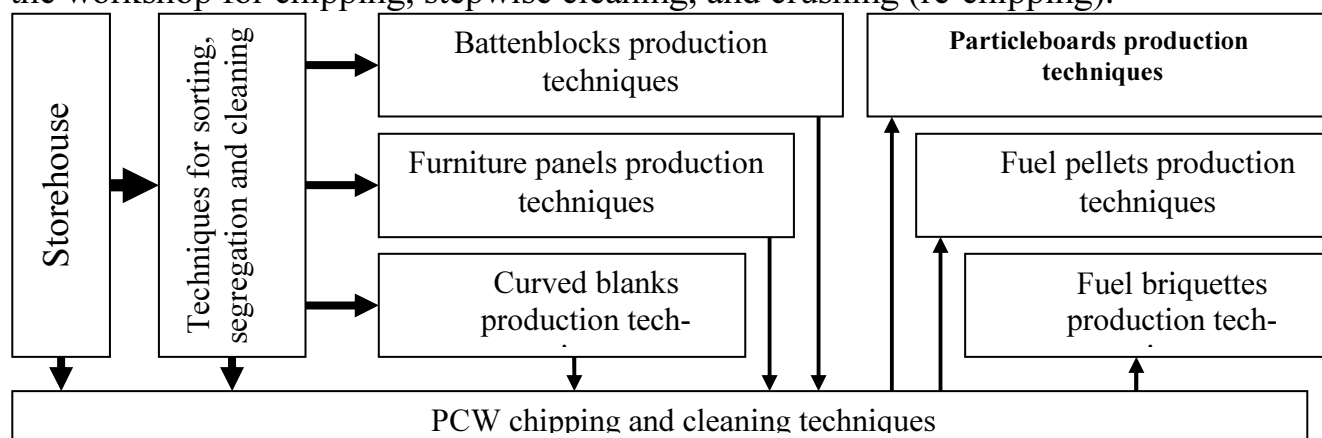 the workshop for chipping, stepwise cleaning, and crushing (re-chipping).
Storehouse
Techniques for sorting,
segregation and cleaning
Battenblocks production
techniques
Furniture panels production
techniques
Curved blanks
production tech-
Particleboards production
techniques
Fuel pellets production
techniques
Fuel briquettes
production tech-
PCW chipping and cleaning techniques